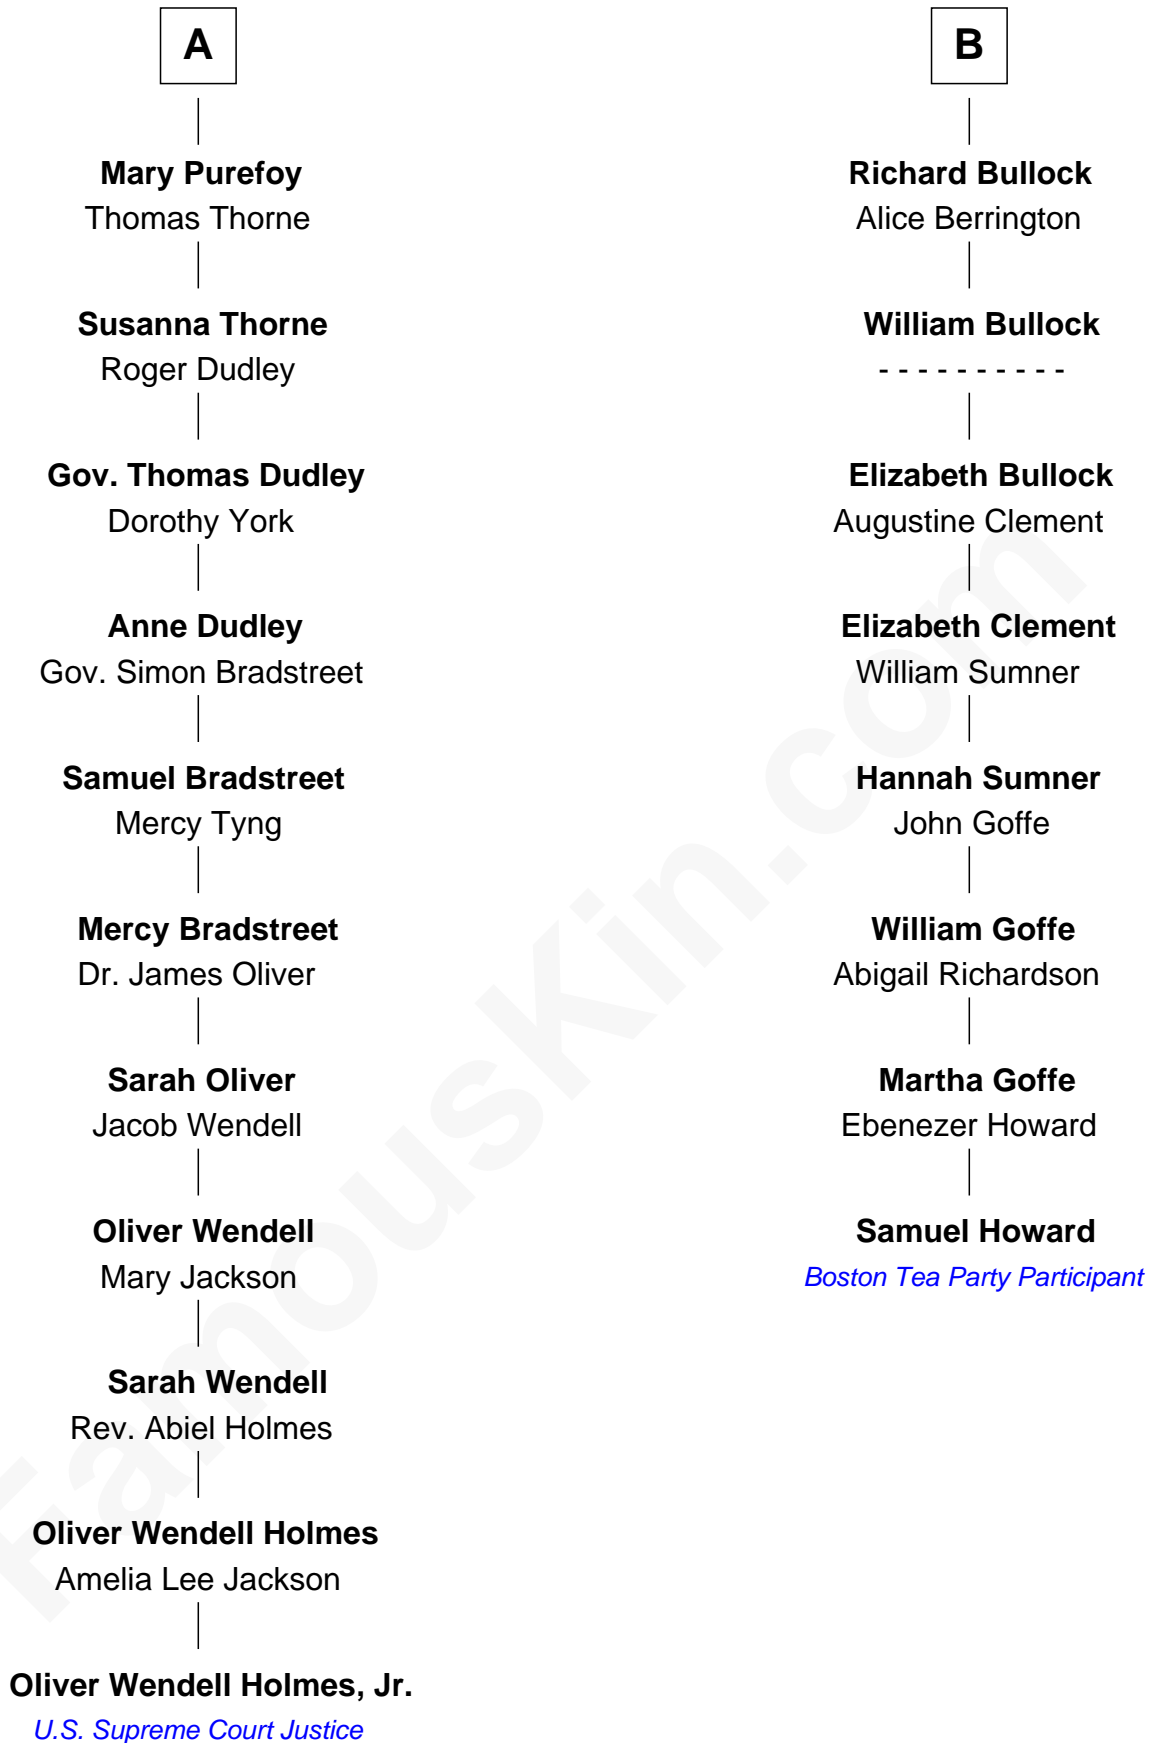 A
Mary Purefoy
Thomas Thorne
Susanna Thorne
Roger Dudley
Gov. Thomas Dudley
Dorothy York
Anne Dudley
Gov. Simon Bradstreet
Samuel Bradstreet
Mercy Tyng
Mercy Bradstreet
Dr. James Oliver
Sarah Oliver
Jacob Wendell
Oliver Wendell
Mary Jackson
Sarah Wendell
Rev. Abiel Holmes
Oliver Wendell Holmes
Amelia Lee Jackson
Oliver Wendell Holmes, Jr.
U.S. Supreme Court Justice
B
Richard Bullock
Alice Berrington
William Bullock
- - - - - - - - - -
Elizabeth Bullock
Augustine Clement
Elizabeth Clement
William Sumner
Hannah Sumner
John Goffe
William Goffe
Abigail Richardson
Martha Goffe
Ebenezer Howard
Samuel Howard
Boston Tea Party Participant
FamousKin.com